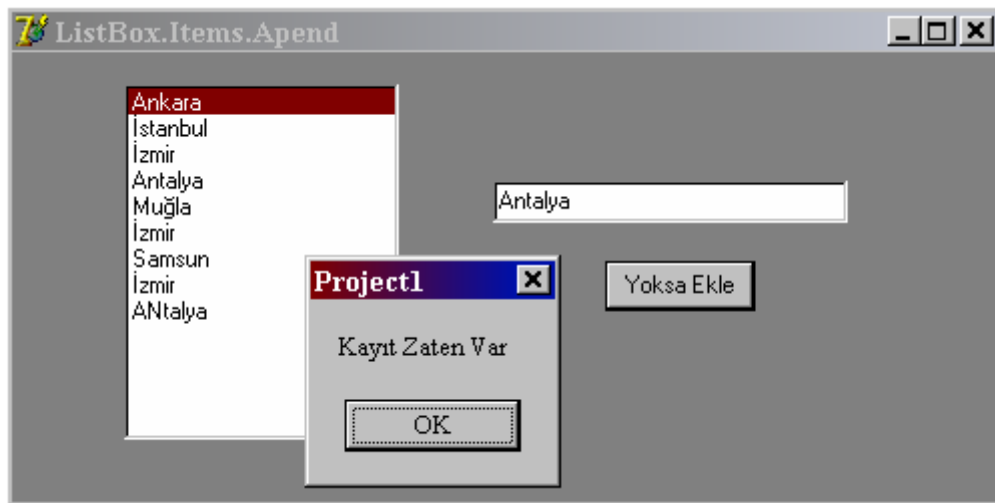 ListBox.Items.Apend
Ankara
İstanbul
İzmir
Antalya
Muğla
İzmir
Samsun
İzmir
ANtalya
Antalya
Yoksa Ekle
Project1
Kayıt Zaten Var
OK